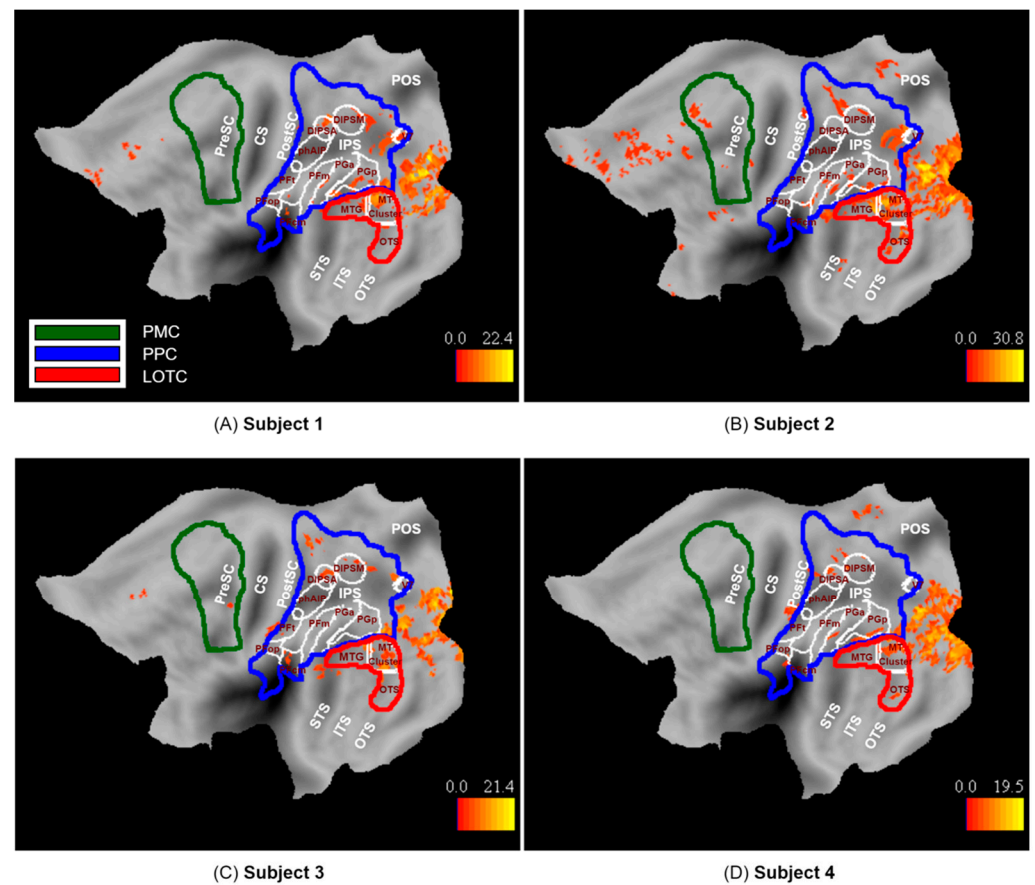 POS
PreSC
CS
PostSC
DIPSM
DIPSA
IPS
phAIP
PFt
PFm
PGa
PGp
MTG
MT
Cluster
OTS
STS
ITS
OTS
PMC
PPC
LOTC
0.0 22.4
(A) Subject 1
POS
PreSC
CS
PostSC
DIPSM
DIPSA
IPS
phAIP
PFt
PFm
PGa
PGp
MTG
MT
Cluster
OTS
STS
ITS
OTS
0.0 30.8
(B) Subject 2
POS
PreSC
CS
PostSC
DIPSM
DIPSA
IPS
phAIP
PFt
PFm
PGa
PGp
MTG
MT
Cluster
OTS
STS
ITS
OTS
0.0 21.4
(C) Subject 3
POS
PreSC
CS
PostSC
DIPSM
DIPSA
IPS
phAIP
PFt
PFm
PGa
PGp
MTG
MT
Cluster
OTS
STS
ITS
OTS
0.0 19.5
(D) Subject 4